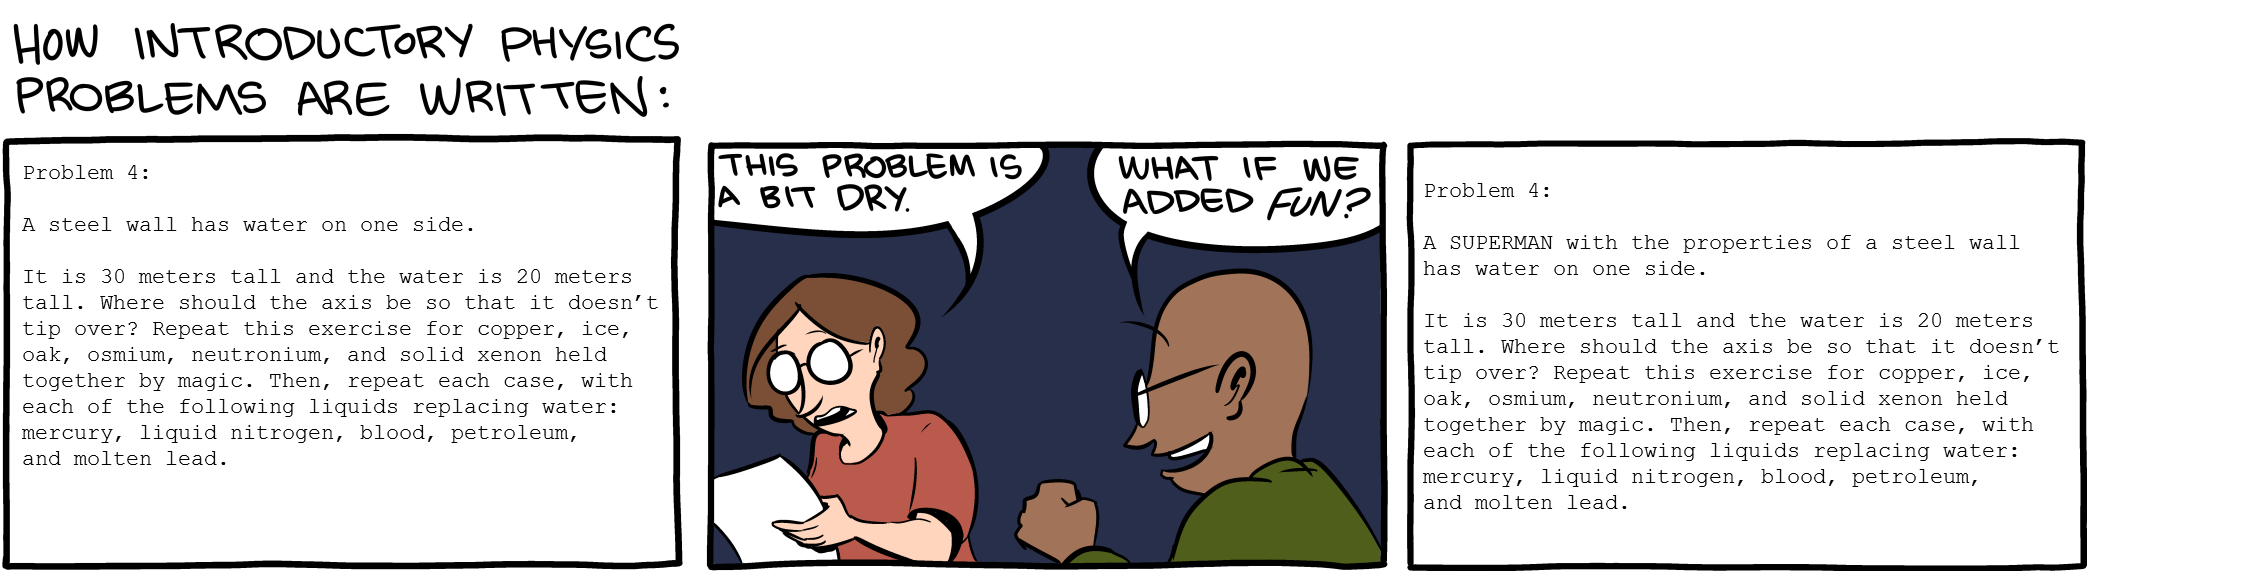 HOW INTRODUCTORY PHYSICS
PROBLEMS ARE WRITTEN:
Problem 4:
A steel wall has water on one side.
It is 30 meters tall and the water is 20 meters
tall. Where should the axis be so that it doesn't
tip over? Repeat this exercise for copper, ice,
oak, osmium, neutronium, and solid xenon held
together by magic. Then, repeat each case, with
each of the following liquids replacing water:
mercury, liquid nitrogen, blood, petroleum,
and molten lead.
THIS PROBLEM IS
A BIT DRY.
WHAT IF WE
ADDED FUN?
Problem 4:
A SUPERMAN with the properties of a steel wall
has water on one side.
It is 30 meters tall and the water is 20 meters
tall. Where should the axis be so that it doesn't
tip over? Repeat this exercise for copper, ice,
oak, osmium, neutronium, and solid xenon held
together by magic. Then, repeat each case, with
each of the following liquids replacing water:
mercury, liquid nitrogen, blood, petroleum,
and molten lead.